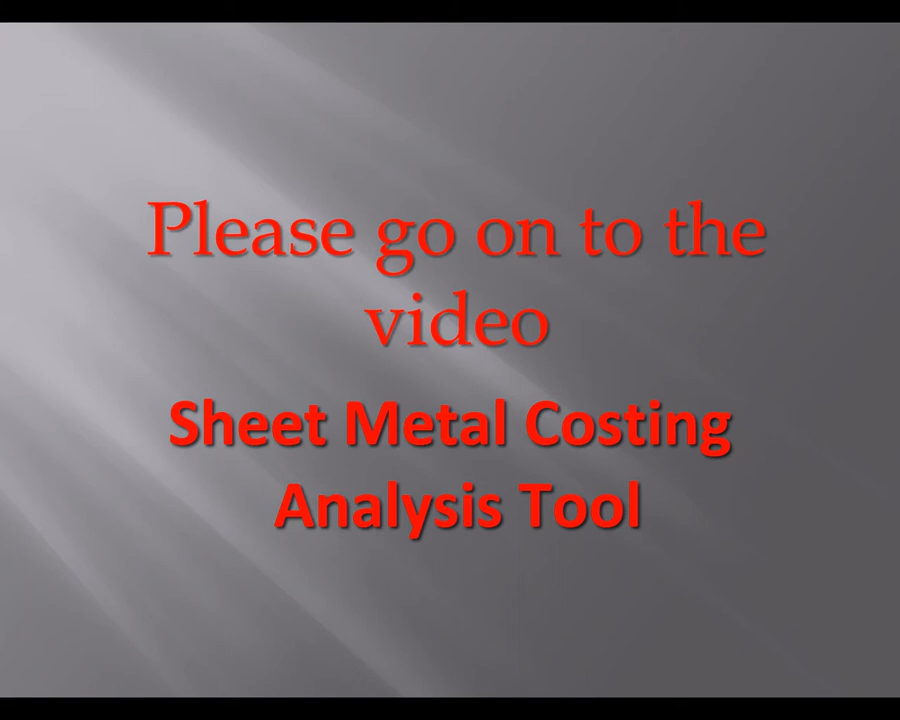 Please go on to the
video
Sheet Metal Costing
Analysis Tool